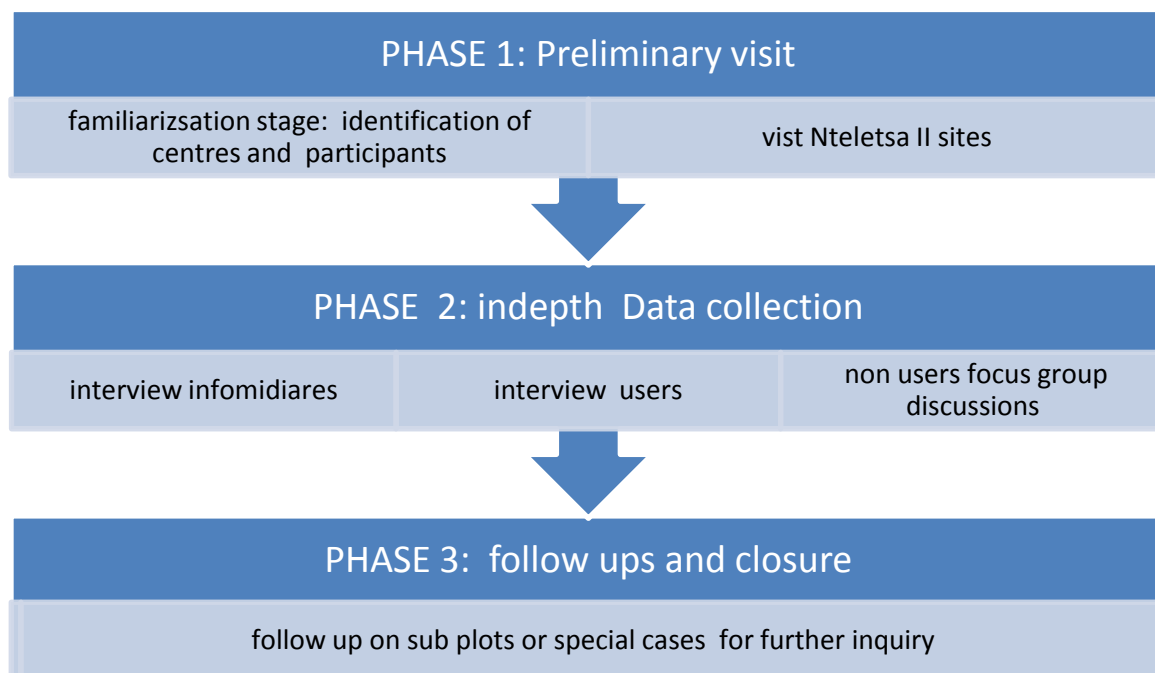 PHASE 1: Preliminary visit
familiarizsation stage: identification of
centres and participants
vist Nteletsa II sites
PHASE 2: indepth Data collection
interview infomidiares
interview users
non users focus group
discussions
PHASE 3: follow ups and closure
follow up on sub plots or special cases for further inquiry